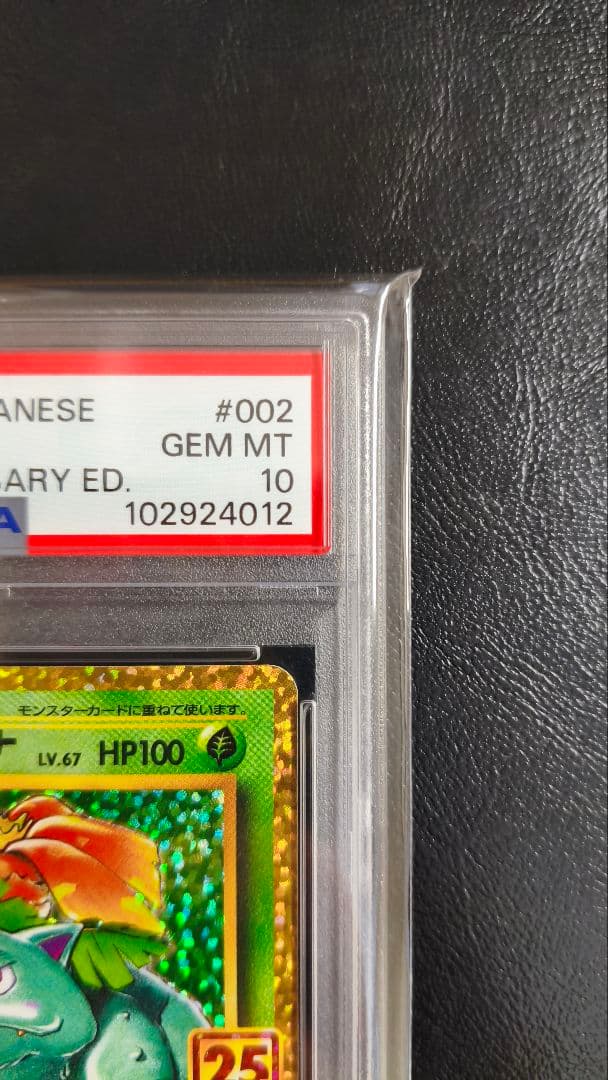 ANESE #002
GEM MT
SARY ED. 10
A 102924012
モンスターカードに重ねて使います。
LV.67 HP100
25